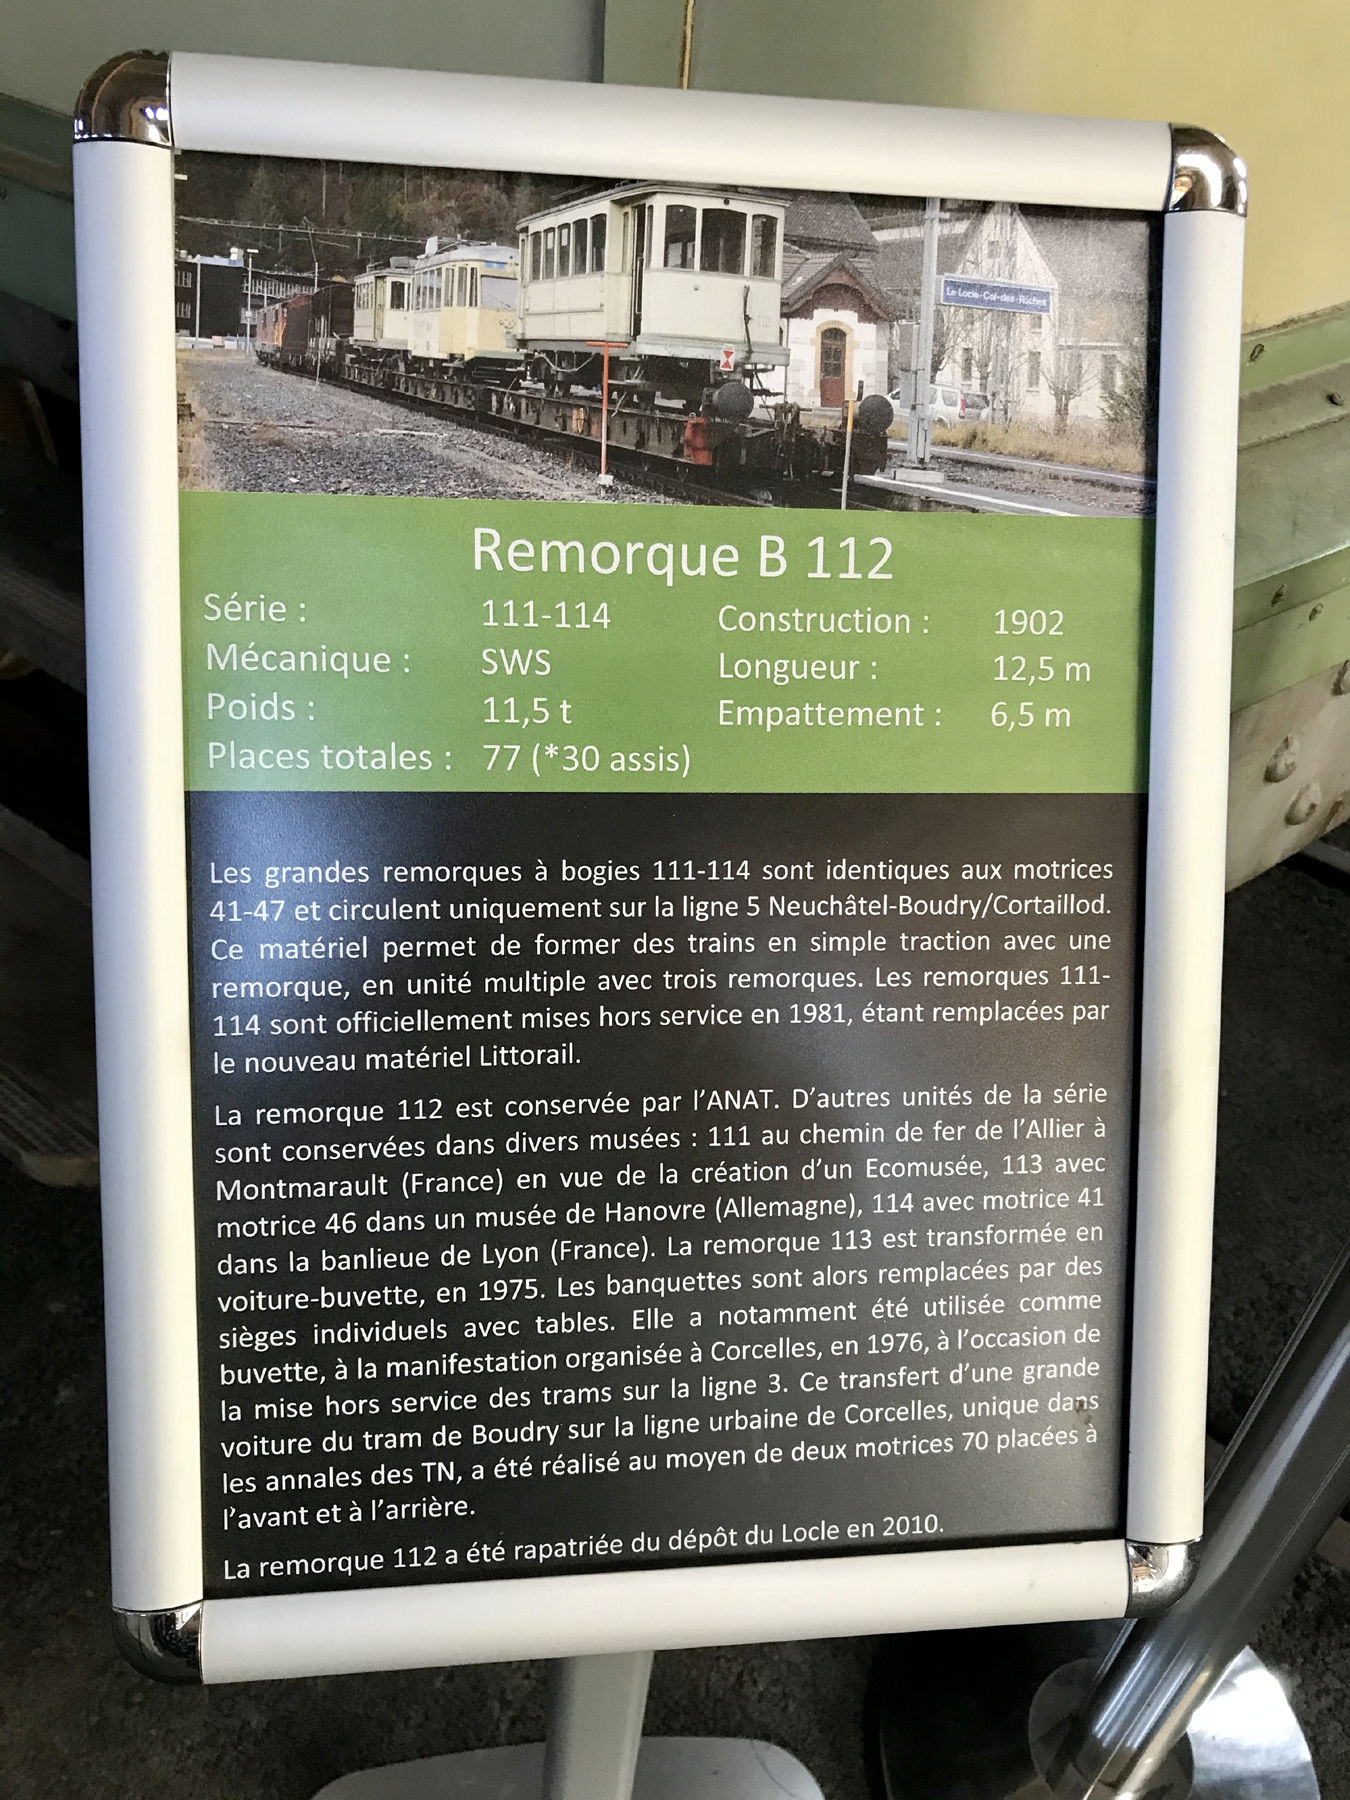 Le Locle-Col-des-Roches
112
Remorque B 112
Série : 111-114 Construction : 1902
Mécanique : SWS Longueur : 12,5 m
Poids : 11,5 t Empattement : 6,5 m
Places totales : 77 (*30 assis)
Les grandes remorques à bogies 111-114 sont identiques aux motrices
41-47 et circulent uniquement sur la ligne 5 Neuchâtel-Boudry/Cortaillod.
Ce matériel permet de former des trains en simple traction avec une
remorque, en unité multiple avec trois remorques. Les remorques 111-
114 sont officiellement mises hors service en 1981, étant remplacées par
le nouveau matériel Littorail.
La remorque 112 est conservée par l'ANAT. D'autres unités de la série
sont conservées dans divers musées : 111 au chemin de fer de l'Allier à
Montmarault (France) en vue de la création d'un Ecomusée, 113 avec
motrice 46 dans un musée de Hanovre (Allemagne), 114 avec motrice 41
dans la banlieue de Lyon (France). La remorque 113 est transformée en
voiture-buvette, en 1975. Les banquettes sont alors remplacées par des
sièges individuels avec tables. Elle a notamment été utilisée comme
buvette, à la manifestation organisée à Corcelles, en 1976, à l'occasion de
la mise hors service des trams sur la ligne 3. Ce transfert d'une grande
voiture du tram de Boudry sur la ligne urbaine de Corcelles, unique dans
les annales des TN, a été réalisé au moyen de deux motrices 70 placées à
l'avant et à l'arrière.
La remorque 112 a été rapatriée du dépôt du Locle en 2010.